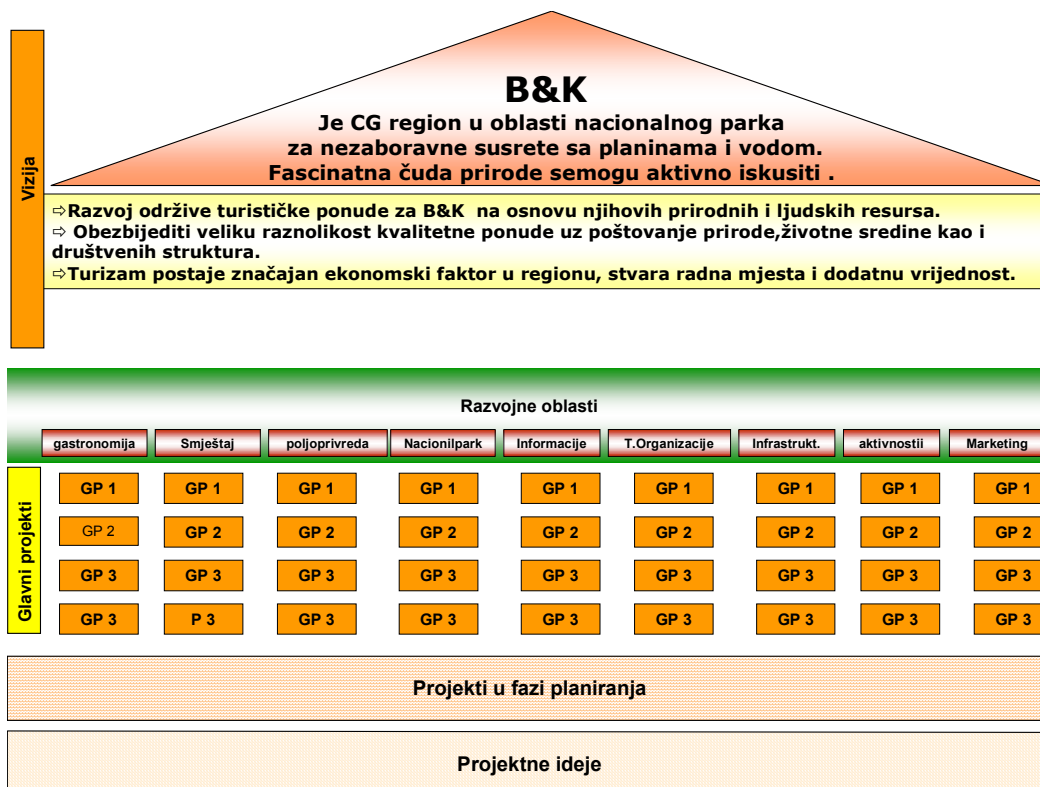 B&K
Je CG region u oblasti nacionalnog parka
za nezaboravne susrete sa planinama i vodom.
Fascinatna čuda prirode semogu aktivno iskusiti .
Vizija
⇨Razvoj održive turističke ponude za B&K na osnovu njihovih prirodnih i ljudskih resursa.
⇨ Obezbijediti veliku raznolikost kvalitetne ponude uz poštovanje prirode,životne sredine kao i
društvenih struktura.
⇨Turizam postaje značajan ekonomski faktor u regionu, stvara radna mjesta i dodatnu vrijednost.
Razvojne oblasti
gastronomija Smještaj poljoprivreda Nacionilpark Informacije T.Organizacije Infrastrukt. aktivnostii Marketing
Glavni projekti
GP 1 GP 1 GP 1 GP 1 GP 1 GP 1 GP 1 GP 1 GP 1
GP 2 GP 2 GP 2 GP 2 GP 2 GP 2 GP 2 GP 2 GP 2
GP 3 GP 3 GP 3 GP 3 GP 3 GP 3 GP 3 GP 3 GP 3
GP 3 P 3 GP 3 GP 3 GP 3 GP 3 GP 3 GP 3 GP 3
Projekti u fazi planiranja
Projektne ideje